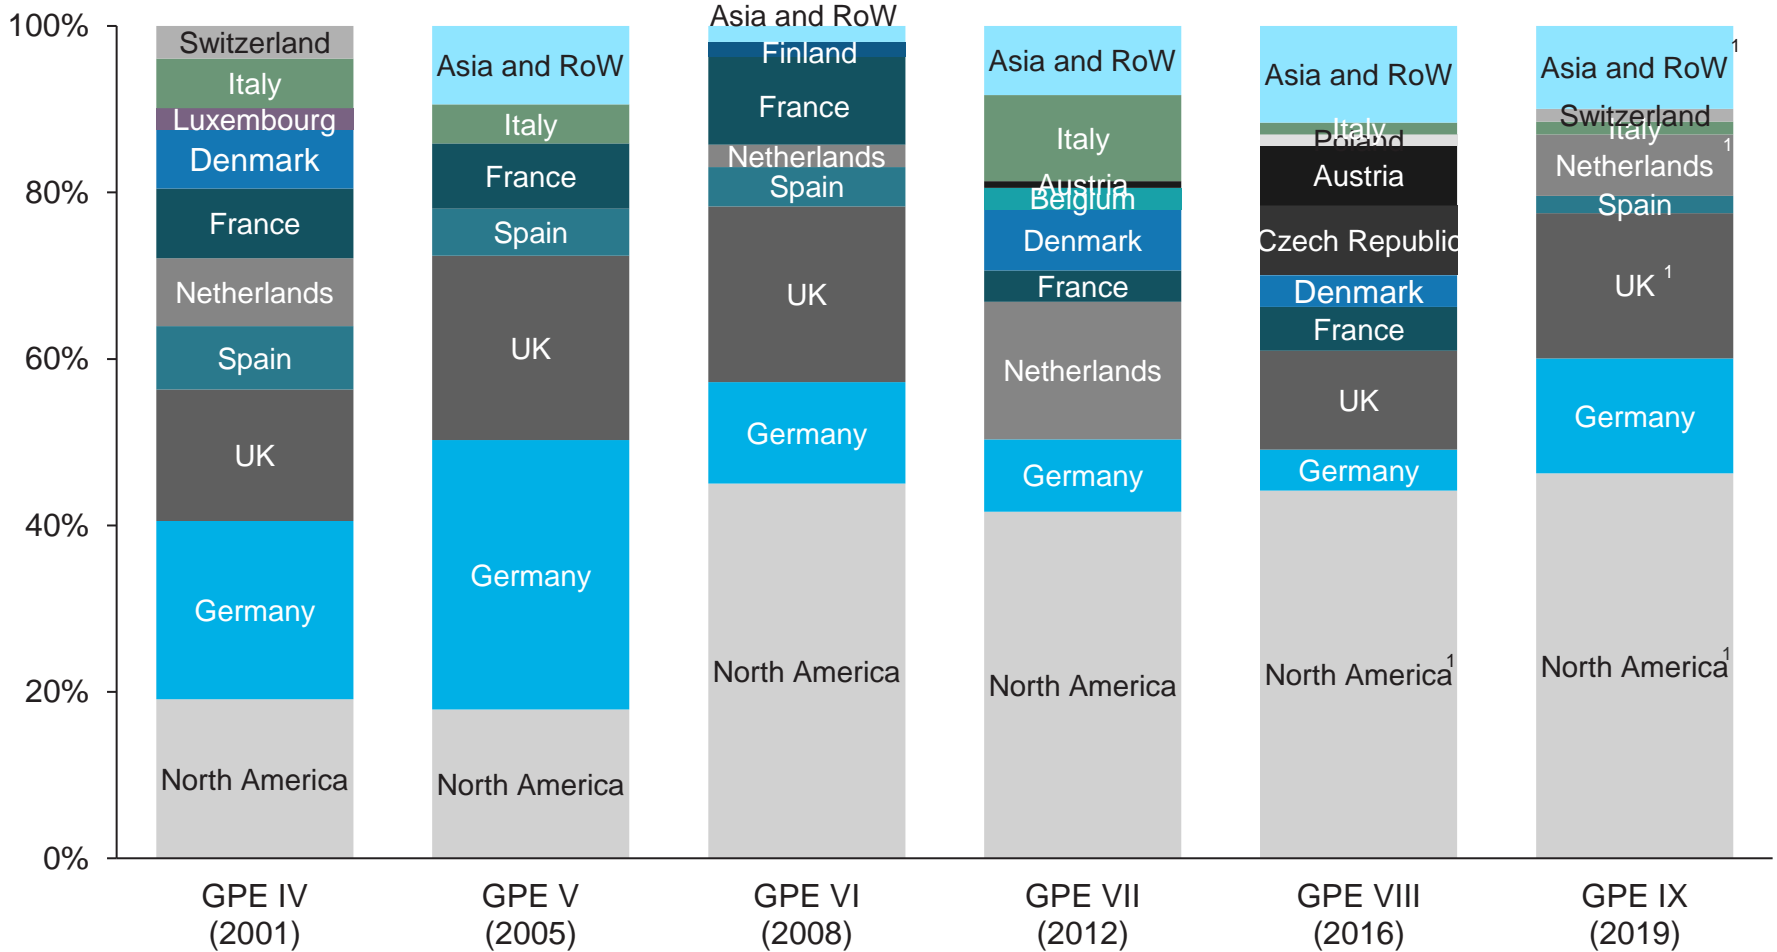 100%
80%
60%
40%
20%
0%
Switzerland
Italy
Luxembourg
Denmark
France
Netherlands
Spain
UK
Germany
North America
GPE IV
(2001)
Asia and RoW
Italy
France
Spain
UK
Germany
North America
GPE V
(2005)
Asia and RoW
Finland
France
Netherlands
Spain
UK
Germany
North America
GPE VI
(2008)
Asia and RoW
Italy
Austria
Belgium
Denmark
France
Netherlands
Germany
North America
GPE VII
(2012)
Asia and RoW
Italy
Poland
Austria
Czech Republic
Denmark
France
UK
Germany
North America¹
GPE VIII
(2016)
Asia and RoW¹
Switzerland
Italy
Netherlands¹
Spain
UK¹
Germany
North America¹
GPE IX
(2019)